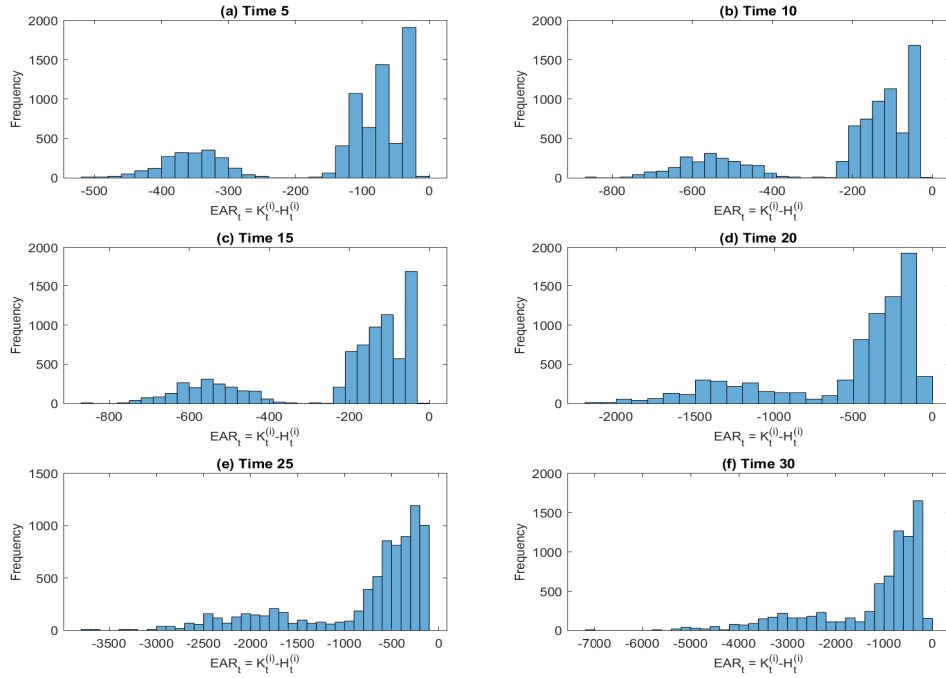 (a) Time 5
2000
1500
1000
500
0
Frequency
-500 -400 -300 -200 -100 0
EAR_t = K_t^(i)-H_t^(i)
(b) Time 10
2000
1500
1000
500
0
Frequency
-800 -600 -400 -200 0
EAR_t = K_t^(i)-H_t^(i)
(c) Time 15
2000
1500
1000
500
0
Frequency
-800 -600 -400 -200 0
EAR_t = K_t^(i)-H_t^(i)
(d) Time 20
2000
1500
1000
500
0
Frequency
-2000 -1500 -1000 -500 0
EAR_t = K_t^(i)-H_t^(i)
(e) Time 25
1500
1000
500
0
Frequency
-3500 -3000 -2500 -2000 -1500 -1000 -500 0
EAR_t = K_t^(i)-H_t^(i)
(f) Time 30
2000
1500
1000
500
0
Frequency
-7000 -6000 -5000 -4000 -3000 -2000 -1000 0
EAR_t = K_t^(i)-H_t^(i)